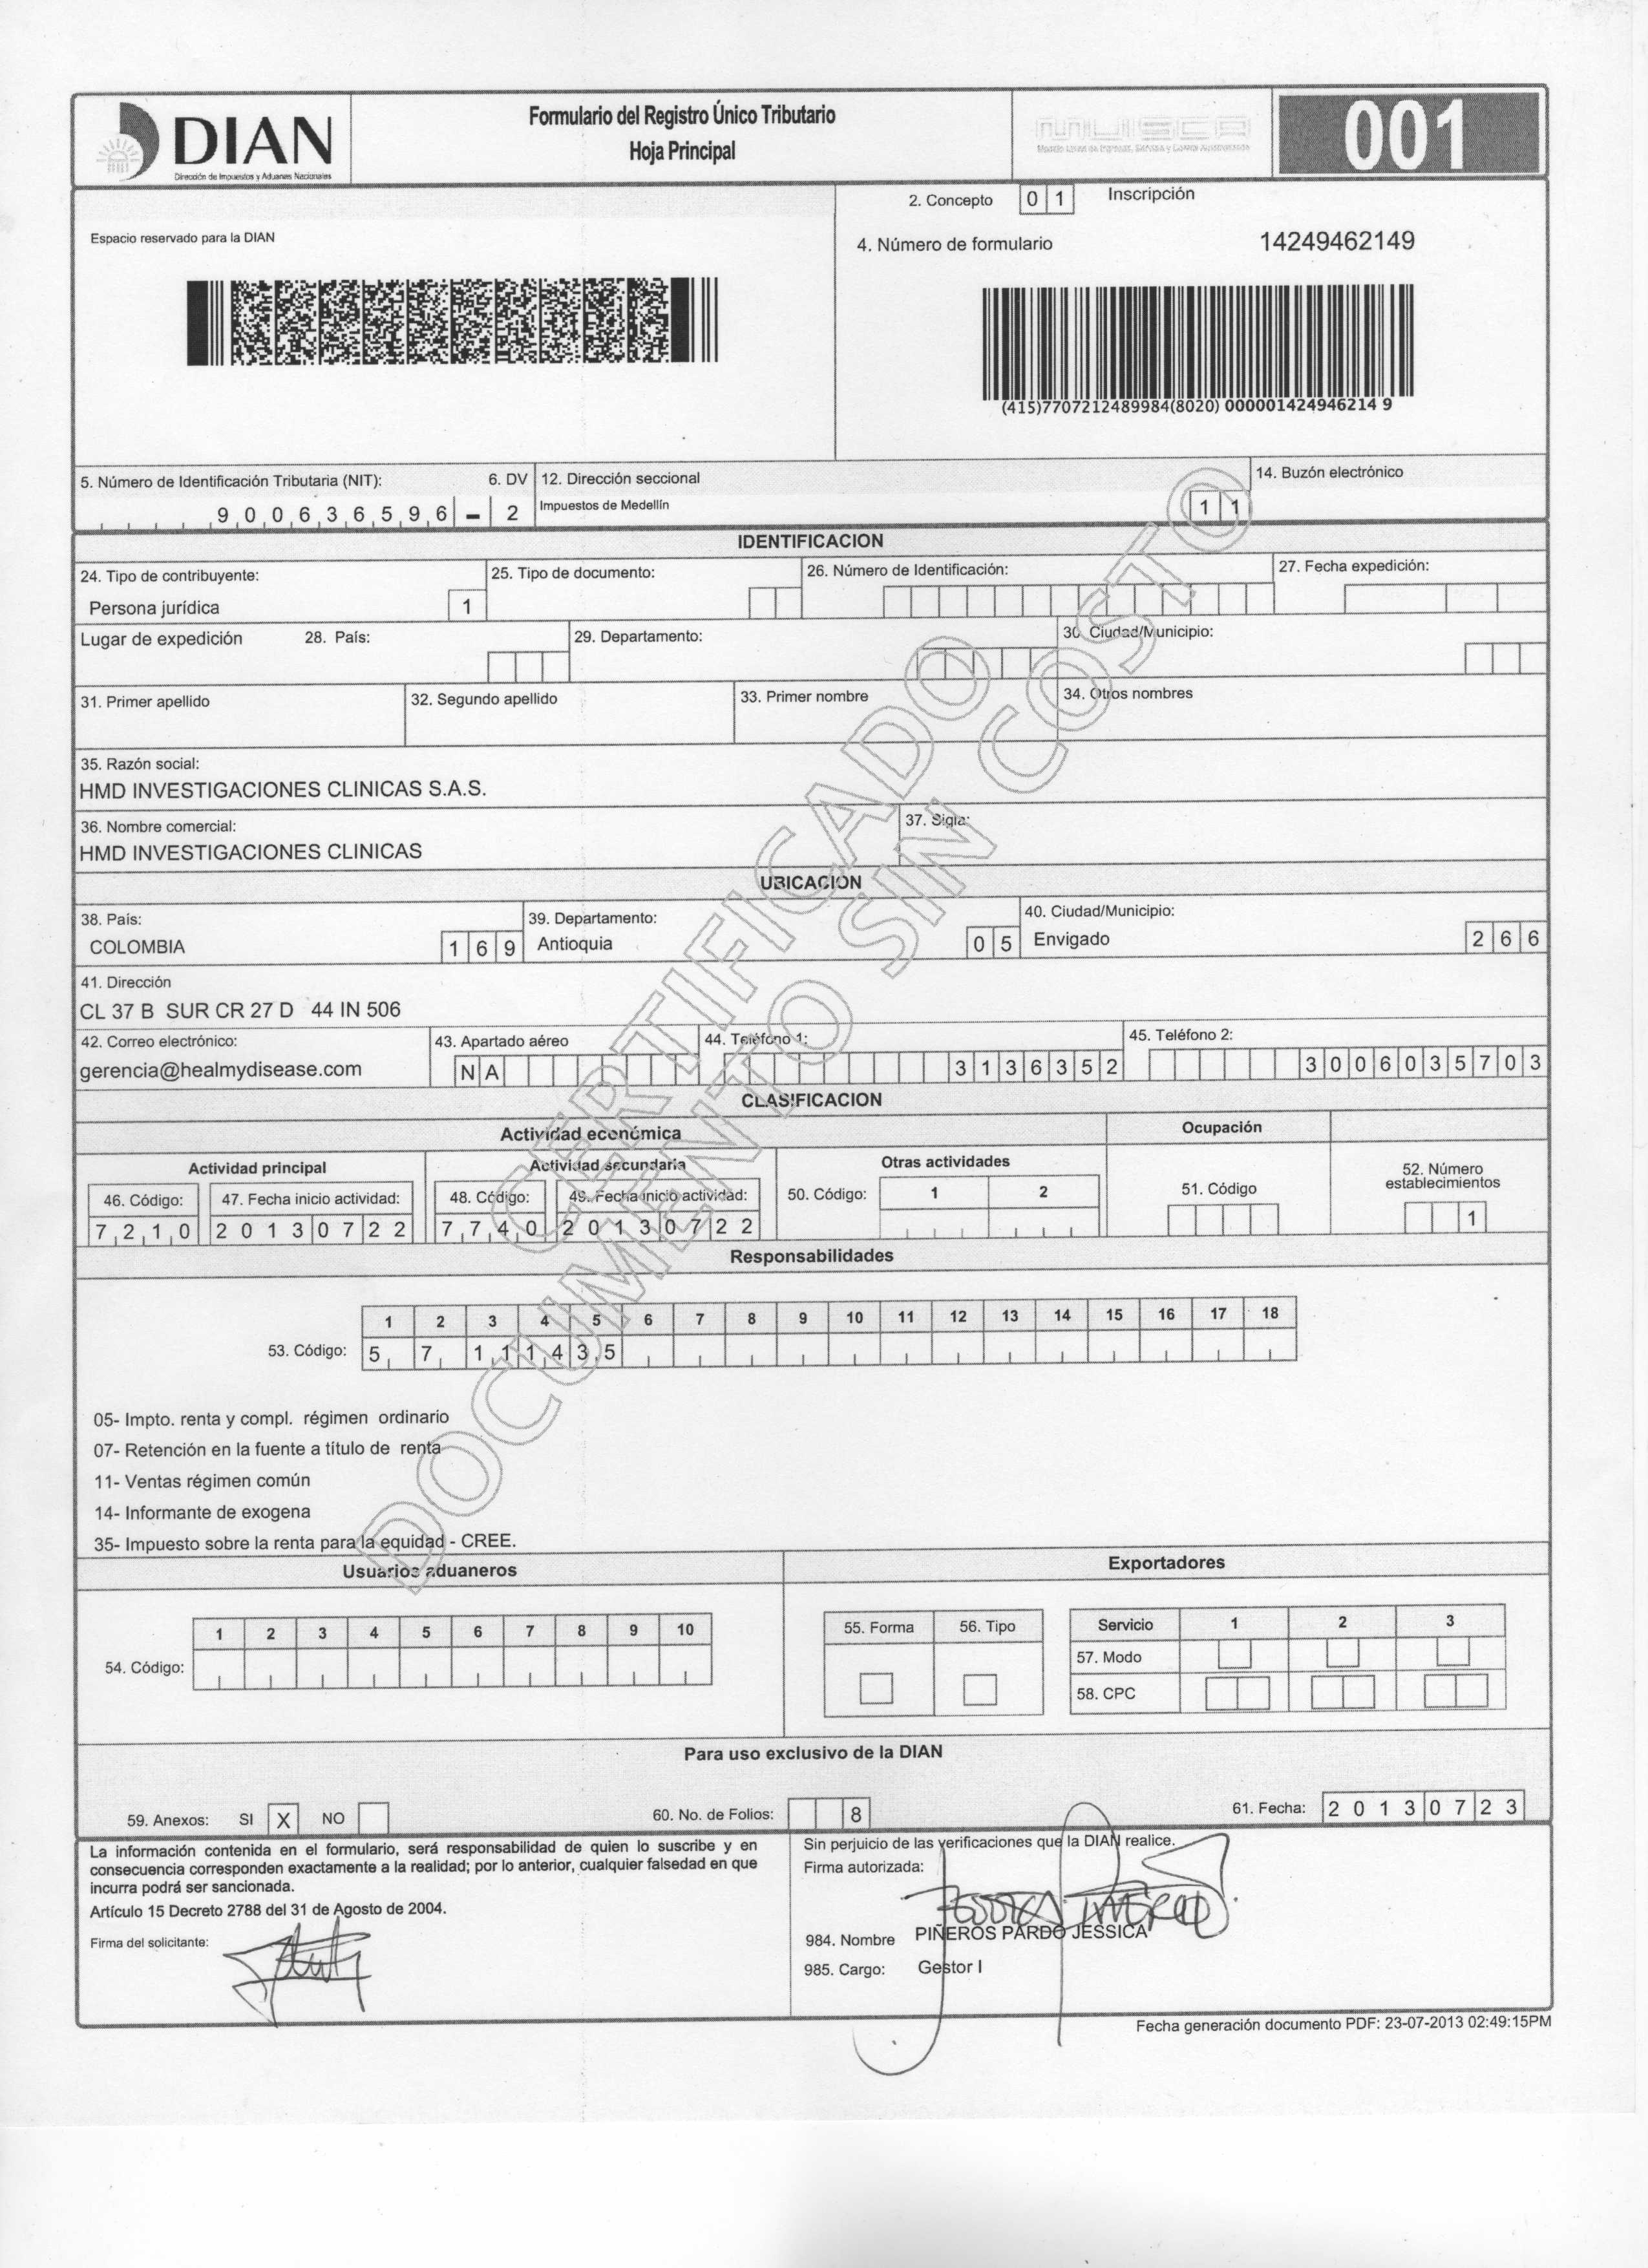 DIAN
Dirección de Impuestos y Aduanas Nacionales
Formulario del Registro Único Tributario
Hoja Principal
001
2. Concepto 0 1 Inscripción
Espacio reservado para la DIAN
4. Número de formulario 14249462149
(415)7707212489984(8020) 000001424946214 9
5. Número de Identificación Tributaria (NIT): 6. DV 12. Dirección seccional 14. Buzón electrónico
9 0 0 6 3 6 5 9 6 - 2 Impuestos de Medellín 1 1
IDENTIFICACION
24. Tipo de contribuyente: 25. Tipo de documento: 26. Número de Identificación: 27. Fecha expedición:
Persona jurídica 1
Lugar de expedición 28. País: 29. Departamento: 30. Ciudad/Municipio:
31. Primer apellido 32. Segundo apellido 33. Primer nombre 34. Otros nombres
35. Razón social:
HMD INVESTIGACIONES CLINICAS S.A.S.
36. Nombre comercial: 37. Sigla:
HMD INVESTIGACIONES CLINICAS
UBICACION
38. País: 39. Departamento: 40. Ciudad/Municipio:
COLOMBIA 1 6 9 Antioquia 0 5 Envigado 2 6 6
41. Dirección
CL 37 B SUR CR 27 D 44 IN 506
42. Correo electrónico: 43. Apartado aéreo 44. Teléfono 1: 45. Teléfono 2:
gerencia@healmydisease.com N A 3 1 3 6 3 5 2 3 0 0 6 0 3 5 7 0 3
CLASIFICACION
Actividad económica Ocupación
Actividad principal Actividad secundaria Otras actividades 52. Número establecimientos
46. Código: 47. Fecha inicio actividad: 48. Código: 49. Fecha inicio actividad: 50. Código: 1 2 51. Código
7 2 1 0 2 0 1 3 0 7 2 2 7 7 4 0 2 0 1 3 0 7 2 2 1
Responsabilidades
1 2 3 4 5 6 7 8 9 10 11 12 13 14 15 16 17 18
53. Código: 5 7 1 1 1 4 3 5
05- Impto. renta y compl. régimen ordinario
07- Retención en la fuente a título de renta
11- Ventas régimen común
14- Informante de exogena
35- Impuesto sobre la renta para la equidad - CREE.
Usuarios aduaneros Exportadores
1 2 3 4 5 6 7 8 9 10 55. Forma 56. Tipo Servicio 1 2 3
54. Código: 57. Modo
58. CPC
Para uso exclusivo de la DIAN
59. Anexos: SI X NO 60. No. de Folios: 8 61. Fecha: 2 0 1 3 0 7 2 3
La información contenida en el formulario, será responsabilidad de quien lo suscribe y en
consecuencia corresponden exactamente a la realidad; por lo anterior, cualquier falsedad en que
incurra podrá ser sancionada.
Artículo 15 Decreto 2788 del 31 de Agosto de 2004.
Firma del solicitante:
Sin perjuicio de las verificaciones que la DIAN realice.
Firma autorizada:
984. Nombre PIÑEROS PARDO JESSICA
985. Cargo: Gestor I
Fecha generación documento PDF: 23-07-2013 02:49:15PM
CERTIFICADO
DOCUMENTO SIN COSTO